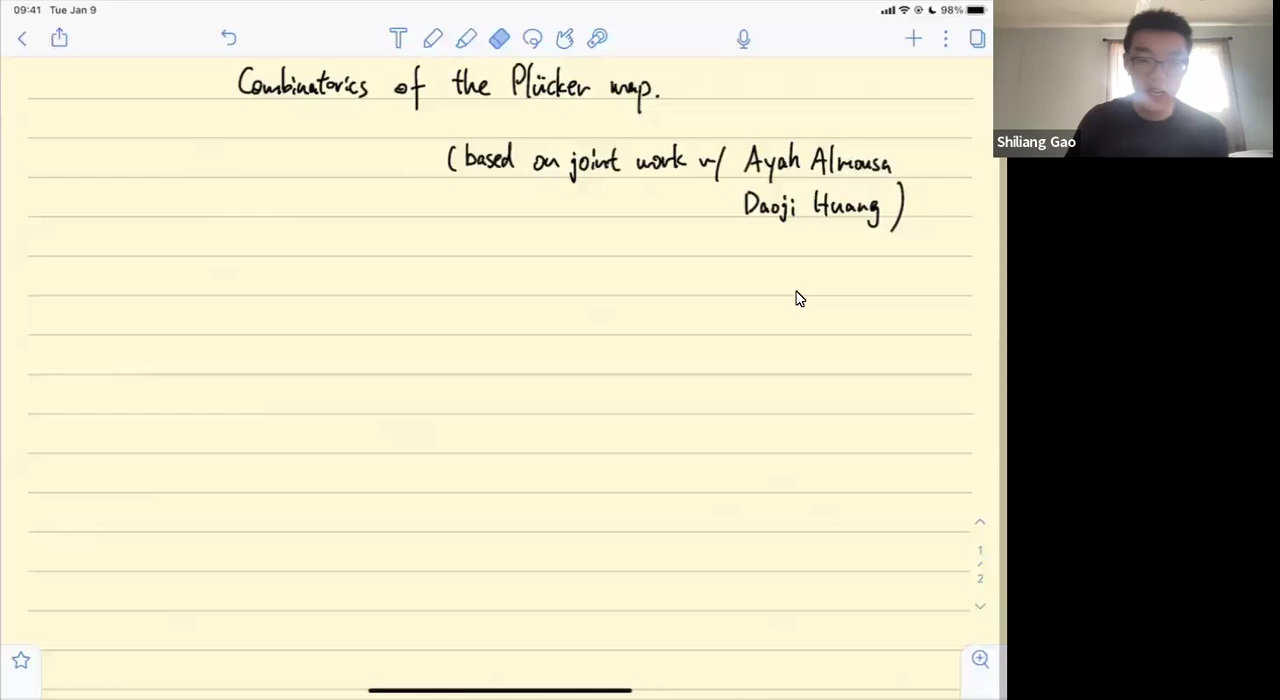 09:41 Tue Jan 9
98%
Combinatorics of the Plücker map.
(based on joint work w/ Ayah Almousa
Daoji Huang)
Shiliang Gao
1
/
2